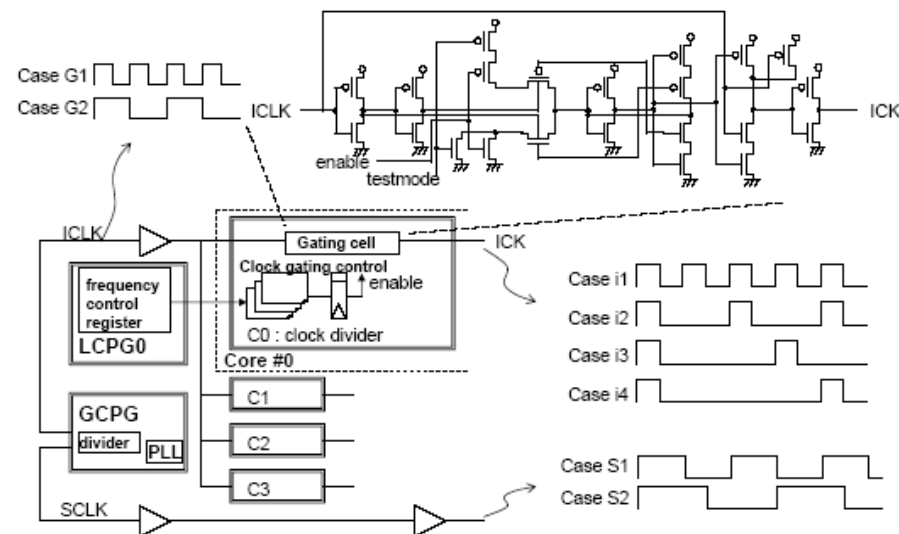 Case G1
Case G2
ICLK
ICK
enable
testmode
ICLK
Gating cell
ICK
Clock gating control
enable
frequency
control
register
LCPG0
C0 : clock divider
Core #0
Case i1
Case i2
Case i3
Case i4
GCPG
divider
PLL
C1
C2
C3
SCLK
Case S1
Case S2